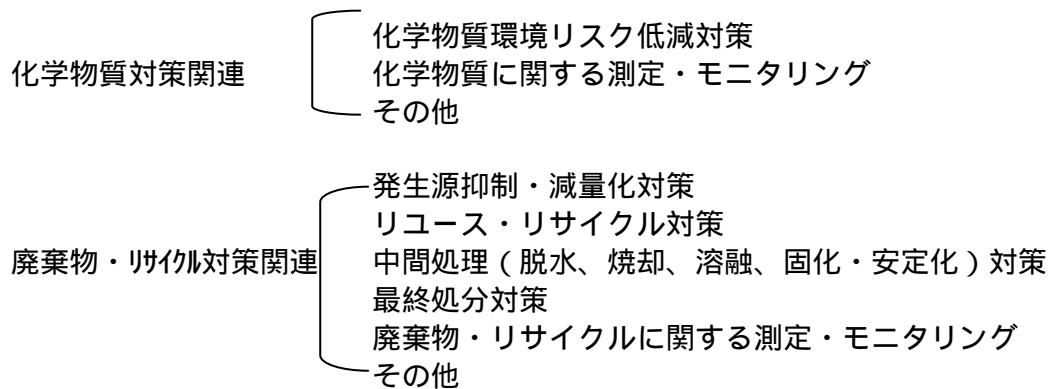 化学物質対策関連
化学物質環境リスク低減対策
化学物質に関する測定・モニタリング
その他
廃棄物・ﾘｻｲｸﾙ対策関連
発生源抑制・減量化対策
リユース・リサイクル対策
中間処理（脱水、焼却、溶融、固化・安定化）対策
最終処分対策
廃棄物・リサイクルに関する測定・モニタリング
その他